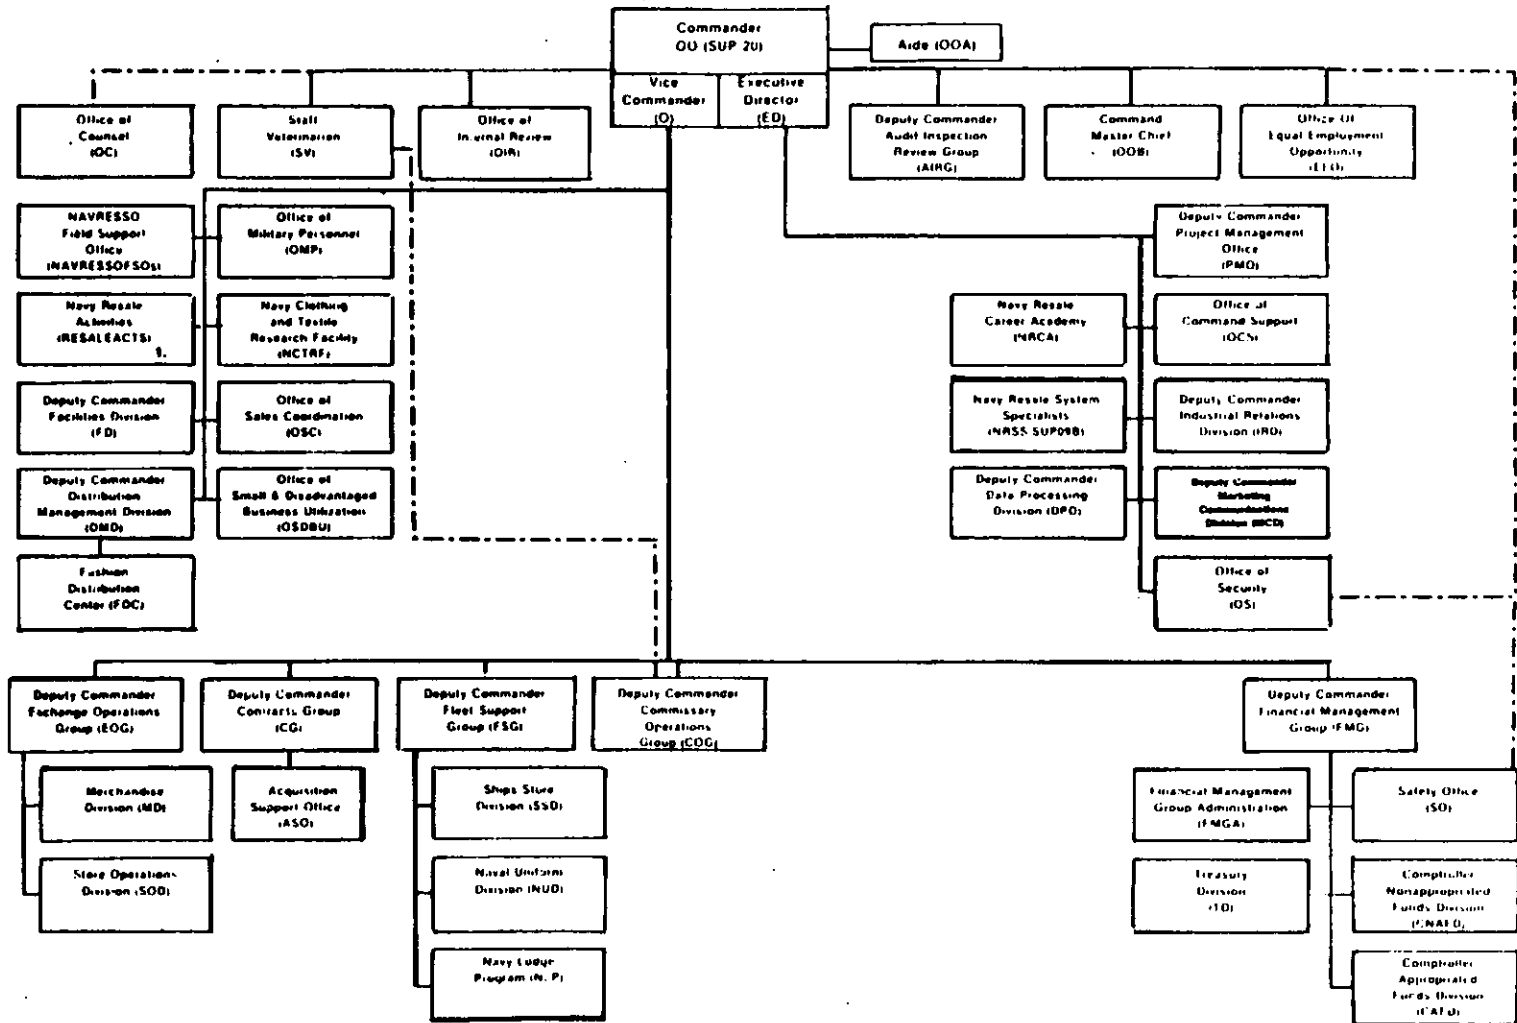 Commander
OO (SUP 2U)
Aide (OOA)
Vice
Commander
(O)
Executive
Director
(ED)
Office of
Counsel
(OC)
Staff
Veterinarian
(SV)
Office of
Internal Review
(OIR)
Deputy Commander
Audit Inspection
Review Group
(AIRG)
Command
Master Chief
(OOB)
Office Of
Equal Employment
Opportunity
(EEO)
NAVRESSO
Field Support
Office
(NAVRESSOFSOs)
Office of
Military Personnel
(OMP)
Deputy Commander
Project Management
Office
(PMO)
Navy Resale
Activities
(RESALEACTS)
1.
Navy Clothing
and Textile
Research Facility
(NCTRF)
Navy Resale
Career Academy
(NRCA)
Office of
Command Support
(OCS)
Deputy Commander
Facilities Division
(FD)
Office of
Sales Coordination
(OSC)
Navy Resale System
Specialists
(NRSS SUP09B)
Deputy Commander
Industrial Relations
Division (IRD)
Deputy Commander
Distribution
Management Division
(DMD)
Office of
Small & Disadvantaged
Business Utilization
(OSDBU)
Deputy Commander
Data Processing
Division (DPD)
Deputy Commander
Marketing
Communications
Division (MCD)
Fashion
Distribution
Center (FDC)
Office of
Security
(OS)
Deputy Commander
Exchange Operations
Group (EOG)
Deputy Commander
Contracts Group
(CG)
Deputy Commander
Fleet Support
Group (FSG)
Deputy Commander
Commissary
Operations
Group (COG)
Deputy Commander
Financial Management
Group (FMG)
Merchandise
Division (MD)
Acquisition
Support Office
(ASO)
Ships Store
Division (SSD)
Financial Management
Group Administration
(FMGA)
Safety Office
(SO)
Store Operations
Division (SOD)
Naval Uniform
Division (NUD)
Treasury
Division
(TD)
Comptroller
Nonappropriated
Funds Division
(CNAFD)
Navy Lodge
Program
Comptroller
Appropriated
Funds Division
(CAFD)